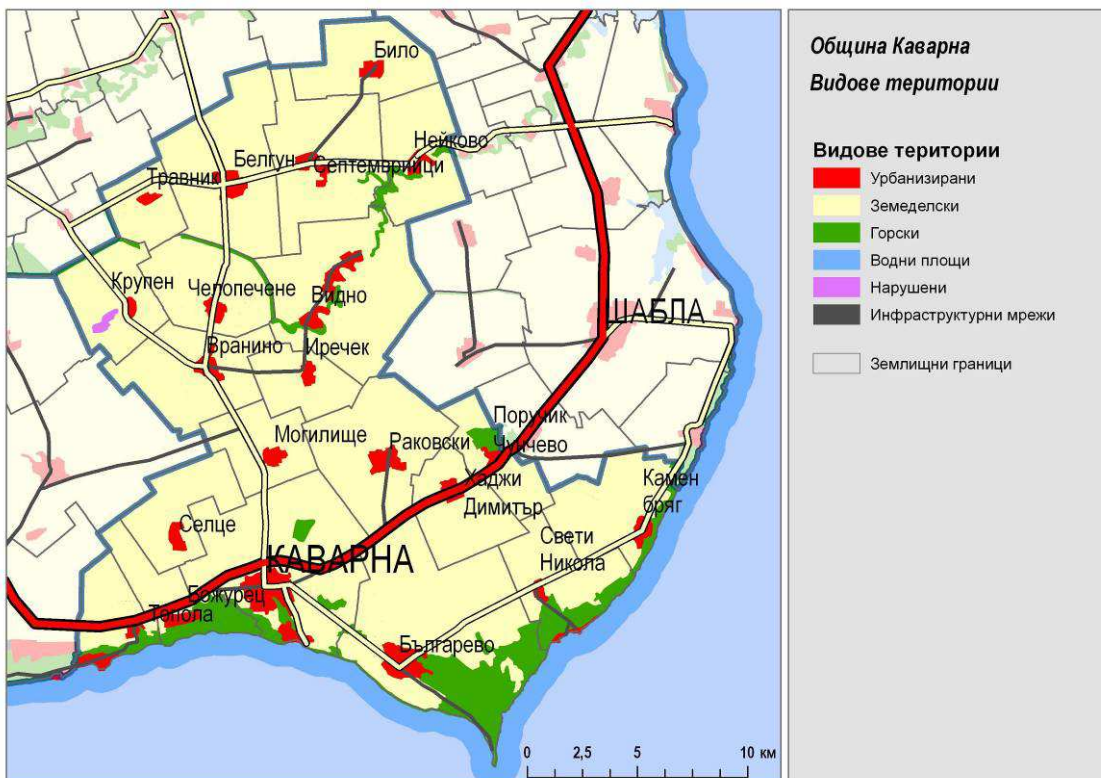 Било
Нейково
Белгун
Септемврийци
Травник
Крупен
Челопечене
Видно
ШАБЛА
Вранино
Иречек
Поручик
Чунчево
Могилище
Раковски
Хаджи
Димитър
Камен
бряг
Селце
Свети
Никола
КАВАРНА
Божурец
Топола
Българево
0 2,5 5 10 км
Община Каварна
Видове територии
Видове територии
Урбанизирани
Земеделски
Горски
Водни площи
Нарушени
Инфраструктурни мрежи
Землищни граници